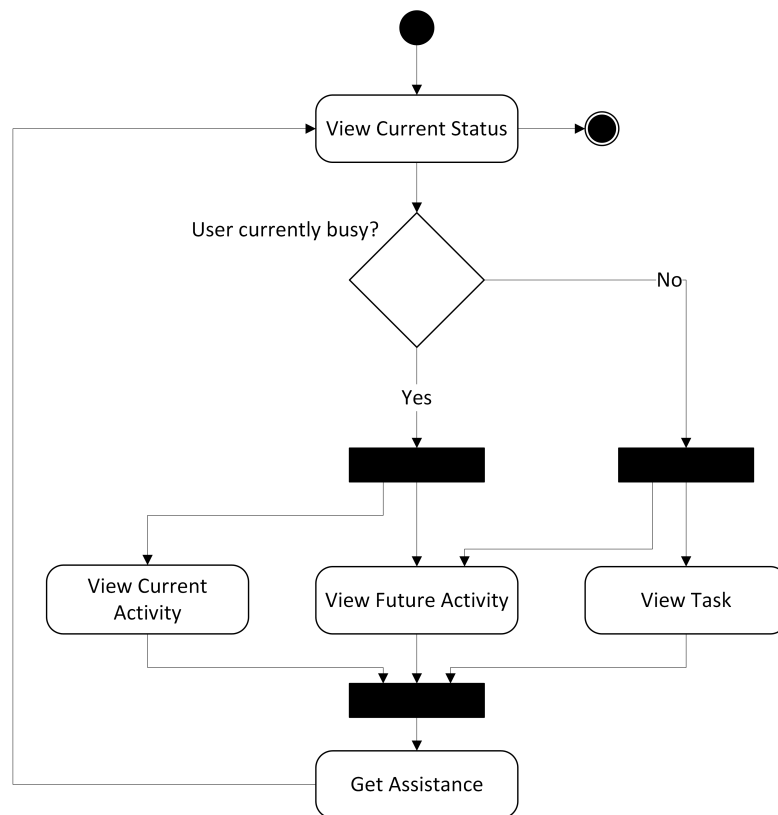 View Current Status
User currently busy?
No
Yes
View Current
Activity
View Future Activity
View Task
Get Assistance